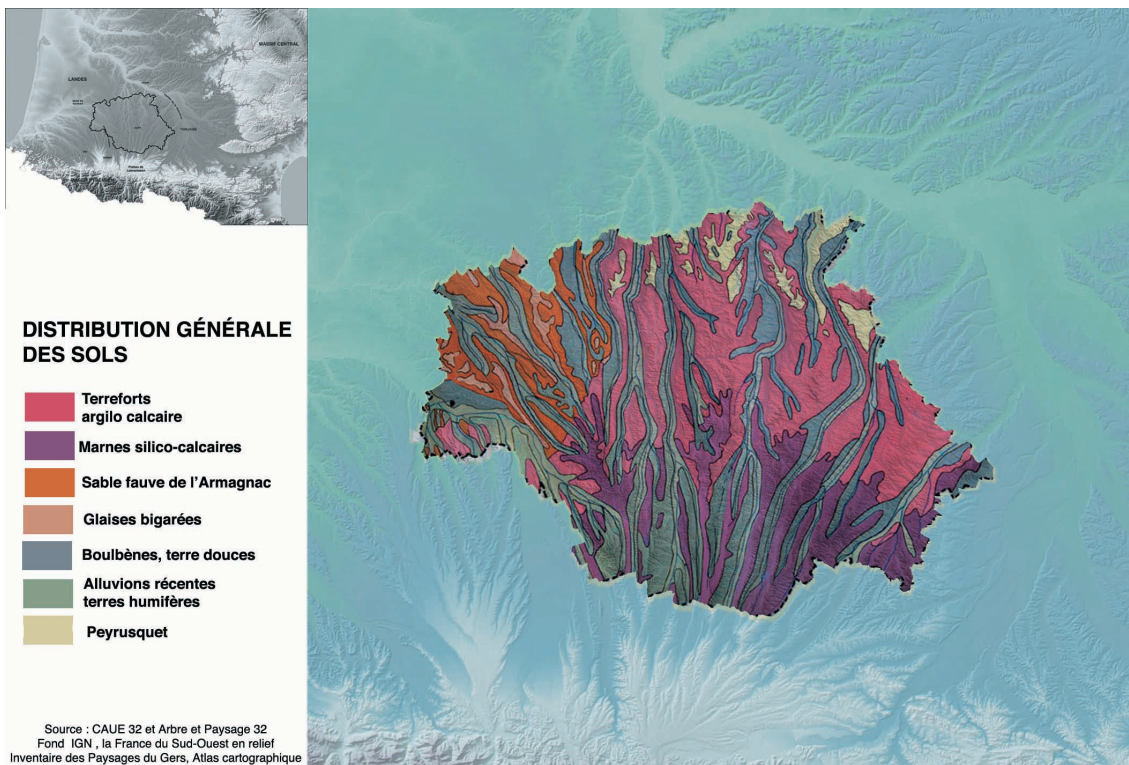 MASSIF CENTRAL
LANDES
TOULOUSE
DISTRIBUTION GÉNÉRALE
DES SOLS
Terreforts
argilo calcaire
Marnes silico-calcaires
Sable fauve de l'Armagnac
Glaises bigarées
Boulbènes, terre douces
Alluvions récentes
terres humifères
Peyrusquet
Source : CAUE 32 et Arbre et Paysage 32
Fond IGN , la France du Sud-Ouest en relief
Inventaire des Paysages du Gers, Atlas cartographique